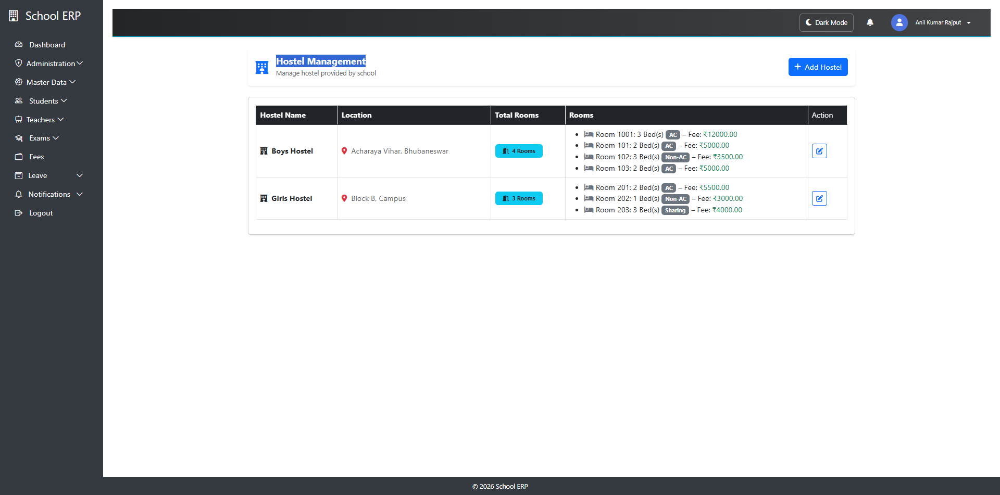 School ERP
Dark Mode
Anil Kumar Rajput
Dashboard
Administration
Master Data
Students
Teachers
Exams
Fees
Leave
Notifications
Logout
Hostel Management
Manage hostel provided by school
+ Add Hostel
Hostel Name Location Total Rooms Rooms Action
Boys Hostel Acharaya Vihar, Bhubaneswar 4 Rooms
• Room 1001: 3 Bed(s) AC – Fee: ₹12000.00
• Room 101: 2 Bed(s) AC – Fee: ₹5000.00
• Room 102: 3 Bed(s) Non-AC – Fee: ₹3500.00
• Room 103: 2 Bed(s) AC – Fee: ₹5000.00
Girls Hostel Block B, Campus 3 Rooms
• Room 201: 2 Bed(s) AC – Fee: ₹5500.00
• Room 202: 1 Bed(s) Non-AC – Fee: ₹3000.00
• Room 203: 3 Bed(s) Sharing – Fee: ₹4000.00
© 2026 School ERP